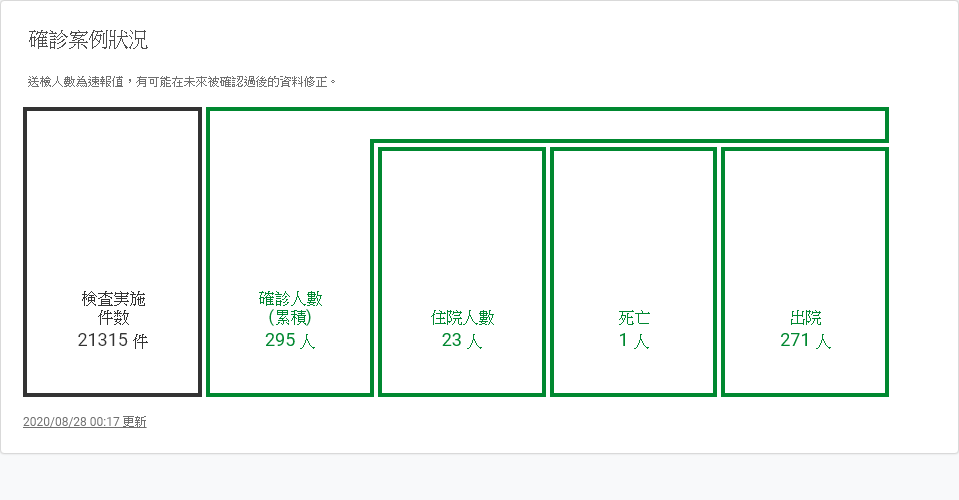 確診案例狀況
送檢人數為速報值，有可能在未來被確認過後的資料修正。
検査実施
件数
21315 件
確診人數
(累積)
295 人
住院人數
23 人
死亡
1 人
出院
271 人
2020/08/28 00:17 更新